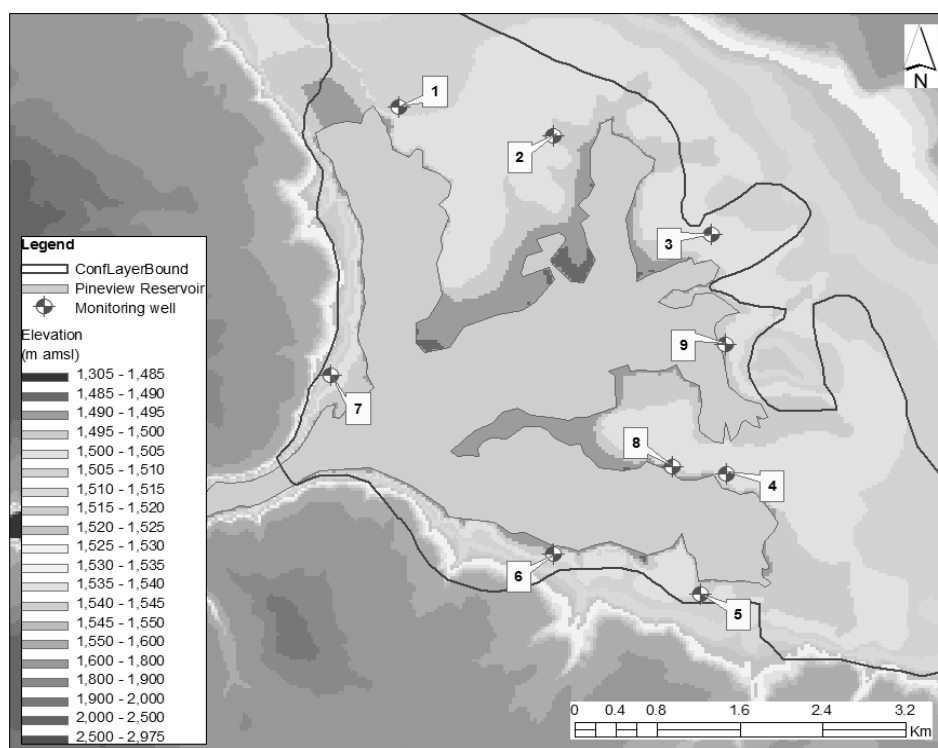 N
1
2
3
9
7
8
4
6
5
Legend
ConfLayerBound
Pineview Reservoir
Monitoring well
Elevation
(m amsl)
1,305 - 1,485
1,485 - 1,490
1,490 - 1,495
1,495 - 1,500
1,500 - 1,505
1,505 - 1,510
1,510 - 1,515
1,515 - 1,520
1,520 - 1,525
1,525 - 1,530
1,530 - 1,535
1,535 - 1,540
1,540 - 1,545
1,545 - 1,550
1,550 - 1,600
1,600 - 1,800
1,800 - 1,900
1,900 - 2,000
2,000 - 2,500
2,500 - 2,975
0 0.4 0.8 1.6 2.4 3.2
Km